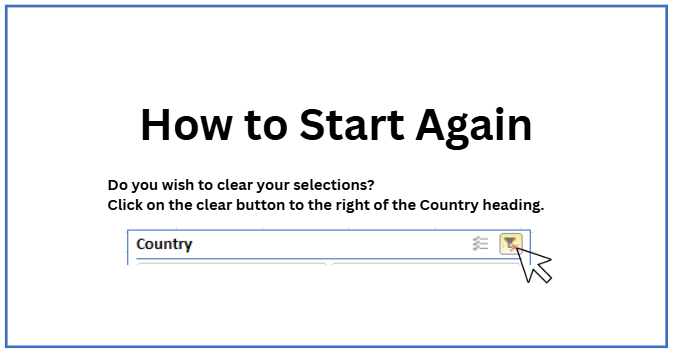 How to Start Again
Do you wish to clear your selections?
Click on the clear button to the right of the Country heading.
Country